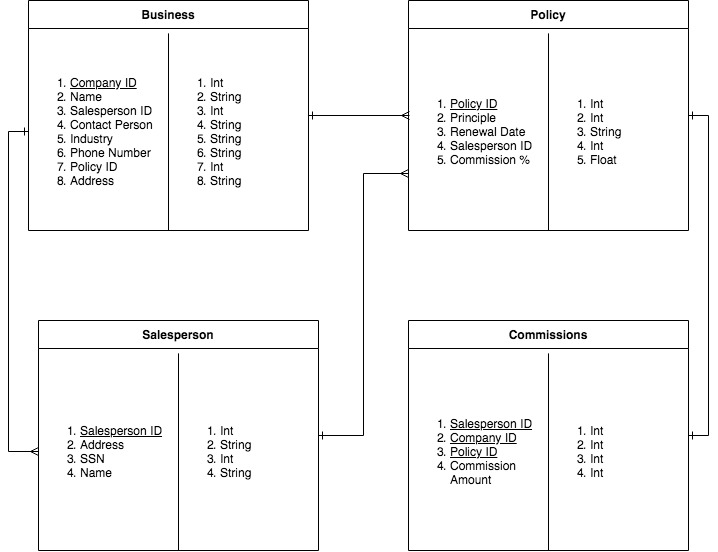 Business
1. Company ID
2. Name
3. Salesperson ID
4. Contact Person
5. Industry
6. Phone Number
7. Policy ID
8. Address
1. Int
2. String
3. Int
4. String
5. String
6. String
7. Int
8. String
Policy
1. Policy ID
2. Principle
3. Renewal Date
4. Salesperson ID
5. Commission %
1. Int
2. Int
3. String
4. Int
5. Float
Salesperson
1. Salesperson ID
2. Address
3. SSN
4. Name
1. Int
2. String
3. Int
4. String
Commissions
1. Salesperson ID
2. Company ID
3. Policy ID
4. Commission
Amount
1. Int
2. Int
3. Int
4. Int